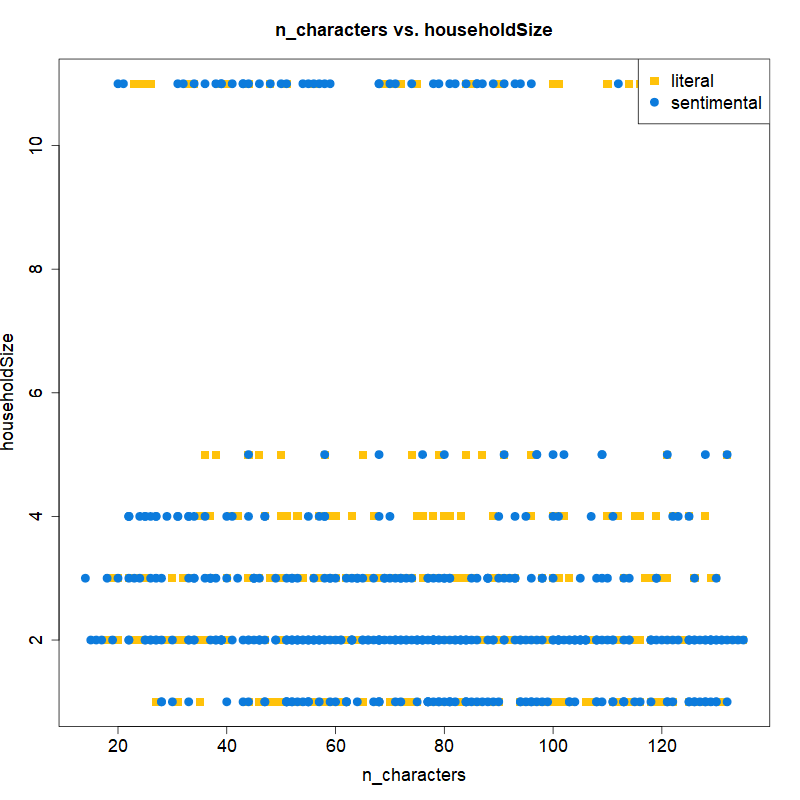 n_characters vs. householdSize
literal
sentimental
householdSize
10
8
6
4
2
20
40
60
80
100
120
n_characters